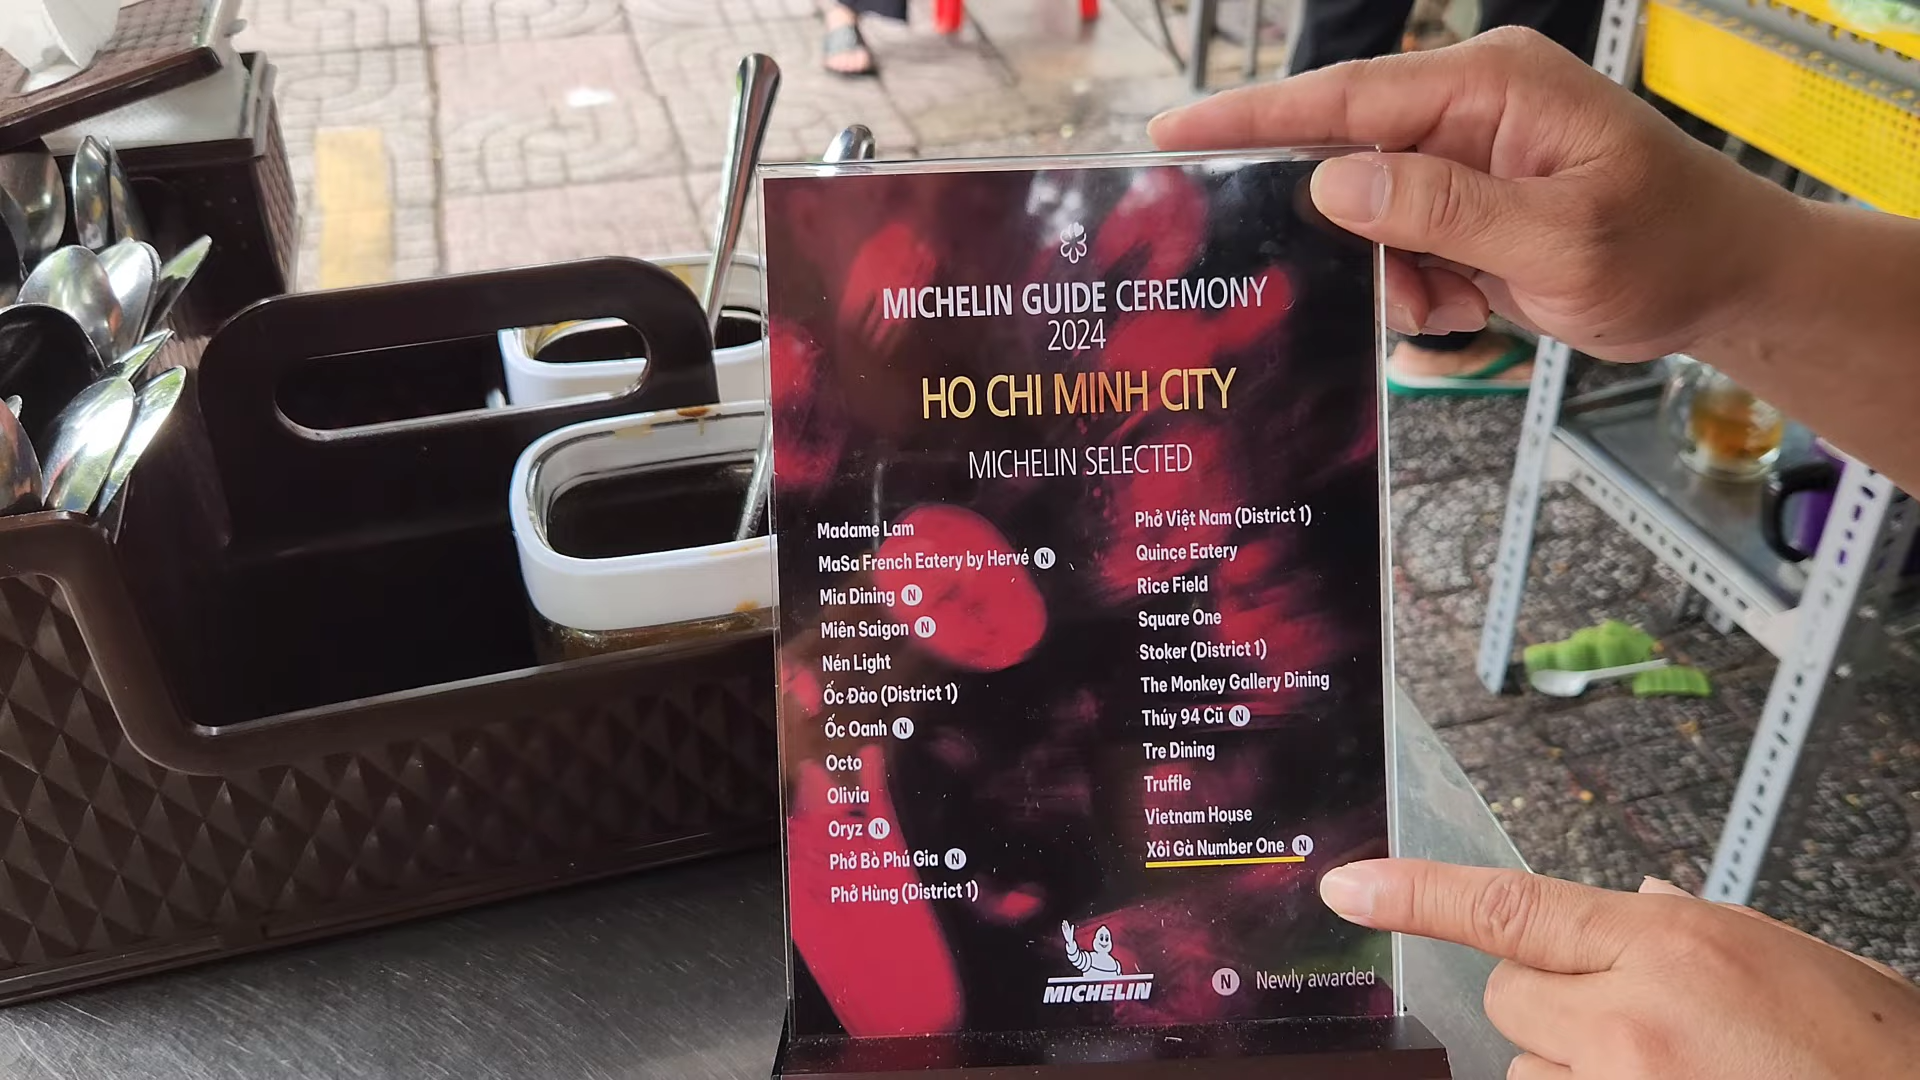 MICHELIN GUIDE CEREMONY
2024
HO CHI MINH CITY
MICHELIN SELECTED
Madame Lam
MaSa French Eatery by Hervé N
Mia Dining N
Miên Saigon N
Nén Light
Ốc Đào (District 1)
Ốc Oanh N
Octo
Olivia
Oryz N
Phở Bò Phú Gia N
Phở Hùng (District 1)
Phở Việt Nam (District 1)
Quince Eatery
Rice Field
Square One
Stoker (District 1)
The Monkey Gallery Dining
Thúy 94 Cũ N
Tre Dining
Truffle
Vietnam House
Xôi Gà Number One N
MICHELIN
N Newly awarded